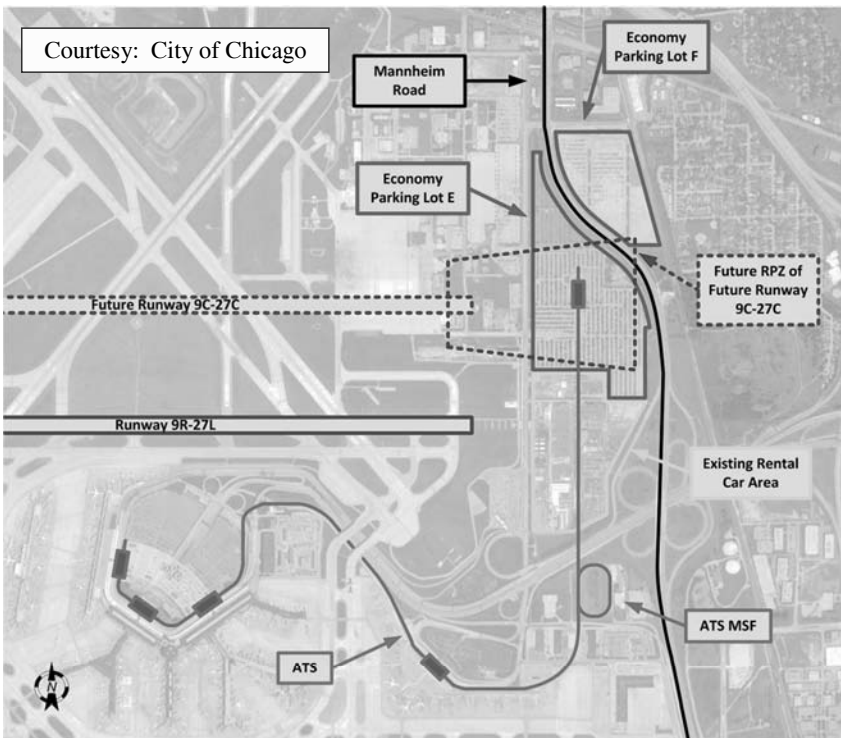 Courtesy: City of Chicago
Mannheim
Road
Economy
Parking Lot F
Economy
Parking Lot E
Future Runway 9C-27C
Future RPZ of
Future Runway
9C-27C
Runway 9R-27L
Existing Rental
Car Area
ATS MSF
ATS
N